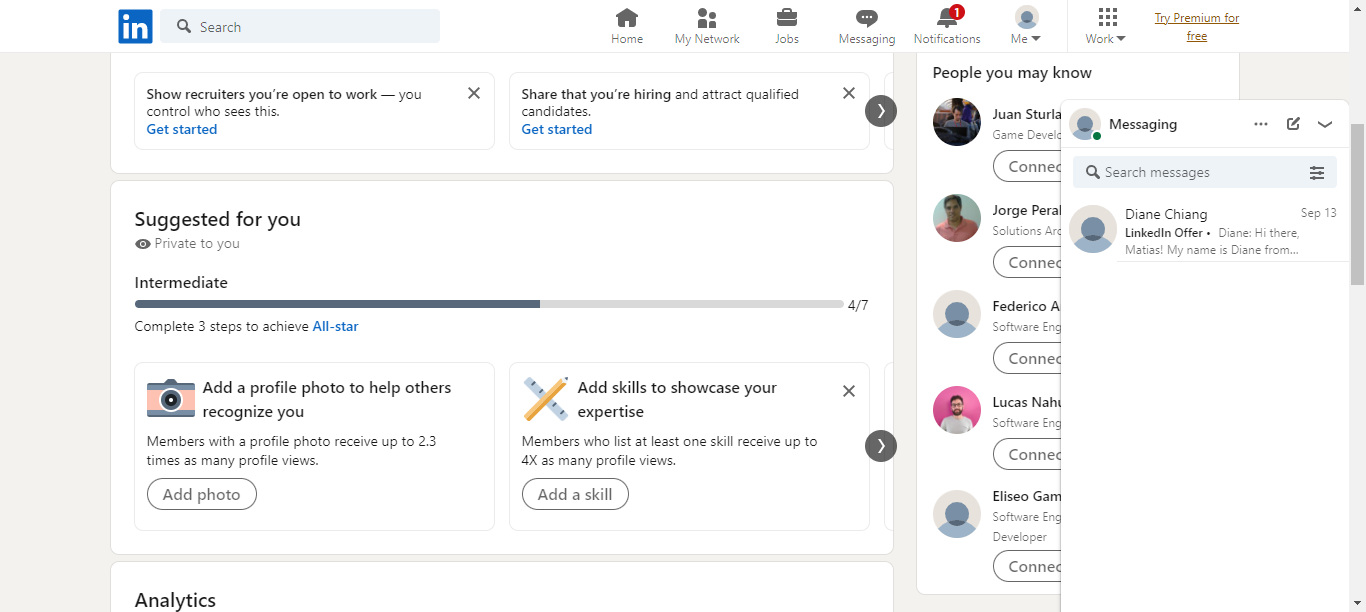 in
Search
Home
My Network
Jobs
Messaging
1
Notifications
Me
Work
Try Premium for
free
Show recruiters you're open to work — you
control who sees this.
Get started
Share that you're hiring and attract qualified
candidates.
Get started
Suggested for you
Private to you
Intermediate
4/7
Complete 3 steps to achieve All-star
Add a profile photo to help others
recognize you
Members with a profile photo receive up to 2.3
times as many profile views.
Add photo
Add skills to showcase your
expertise
Members who list at least one skill receive up to
4X as many profile views.
Add a skill
Analytics
People you may know
Juan Sturla
Game Develo
Connec
Jorge Peral
Solutions Arc
Connec
Federico A
Software Eng
Connec
Lucas Nahu
Software Eng
Connec
Eliseo Gam
Software Eng
Developer
Connec
Messaging
Search messages
Diane Chiang
Sep 13
LinkedIn Offer • Diane: Hi there,
Matias! My name is Diane from...